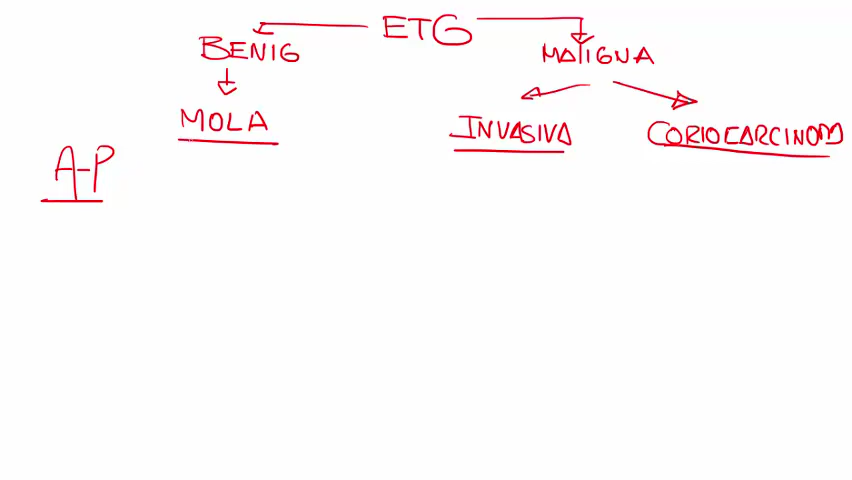 ETG
BENIG MALIGNA
MOLA INVASIVA CORIOCARCINOM
A-P